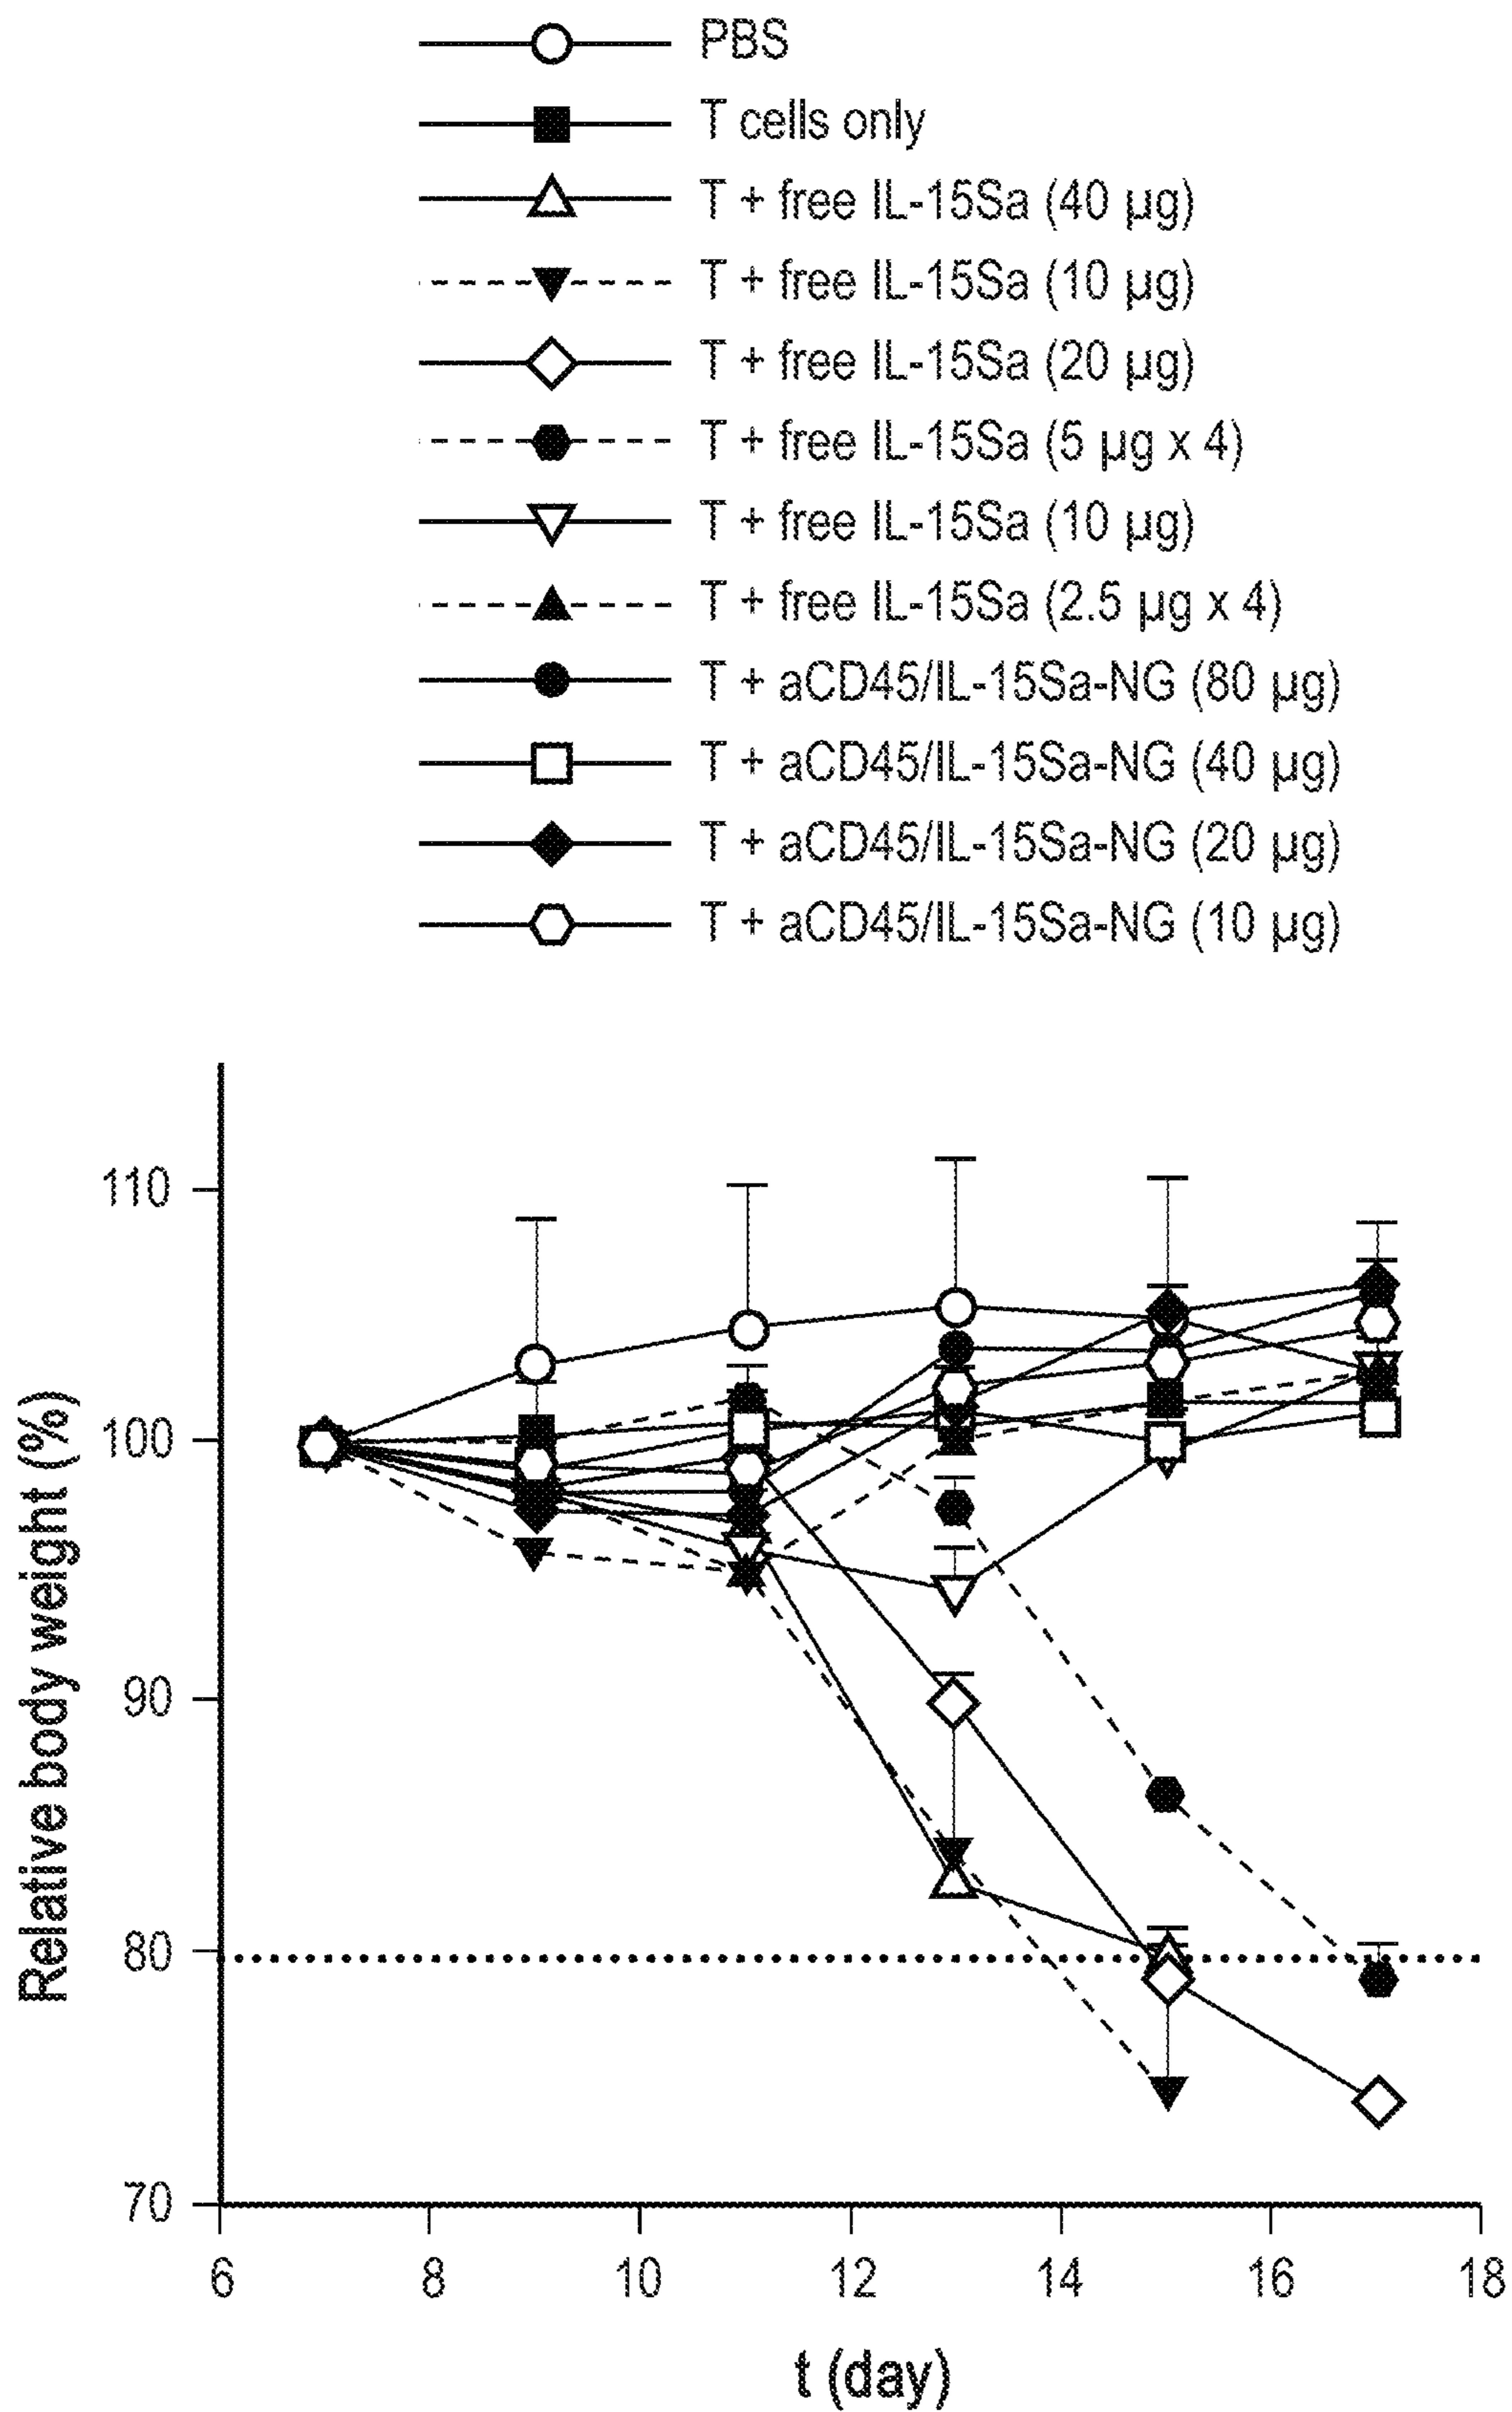 PBS
T cells only
T + free IL-15Sa (40 µg)
T + free IL-15Sa (10 µg)
T + free IL-15Sa (20 µg)
T + free IL-15Sa (5 µg x 4)
T + free IL-15Sa (10 µg)
T + free IL-15Sa (2.5 µg x 4)
T + aCD45/IL-15Sa-NG (80 µg)
T + aCD45/IL-15Sa-NG (40 µg)
T + aCD45/IL-15Sa-NG (20 µg)
T + aCD45/IL-15Sa-NG (10 µg)
Relative body weight (%)
110
100
90
80
70
6 8 10 12 14 16 18
t (day)